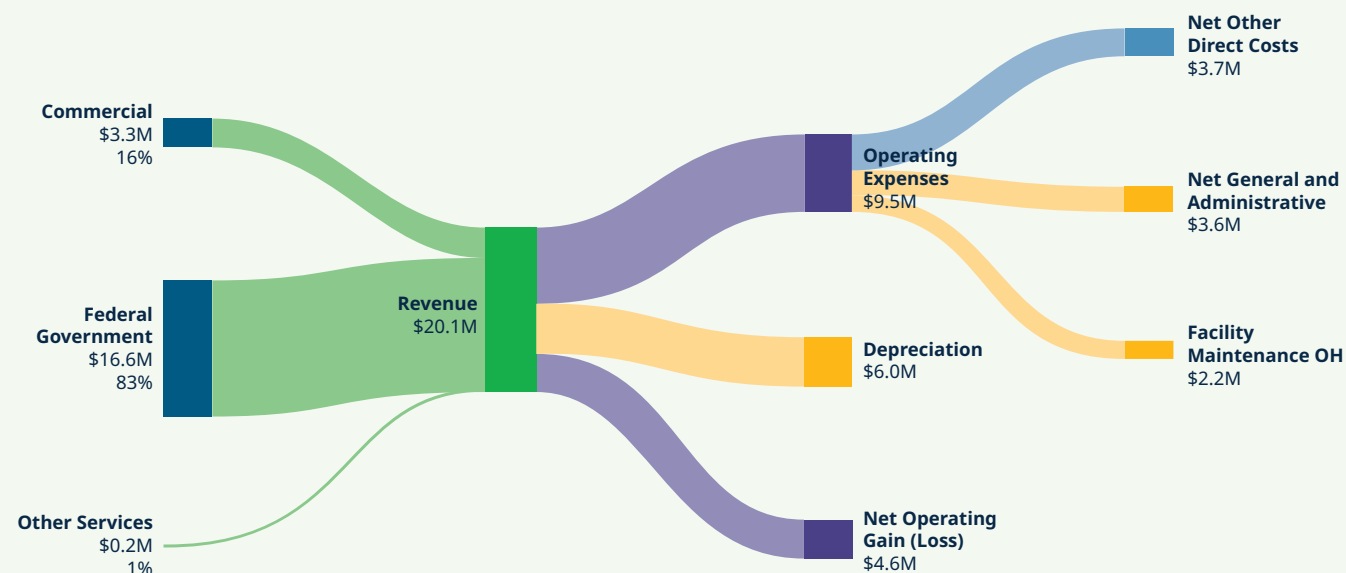 Commercial
$3.3M
16%
Federal
Government
$16.6M
83%
Other Services
$0.2M
1%
Revenue
$20.1M
Operating
Expenses
$9.5M
Depreciation
$6.0M
Net Operating
Gain (Loss)
$4.6M
Net Other
Direct Costs
$3.7M
Net General and
Administrative
$3.6M
Facility
Maintenance OH
$2.2M